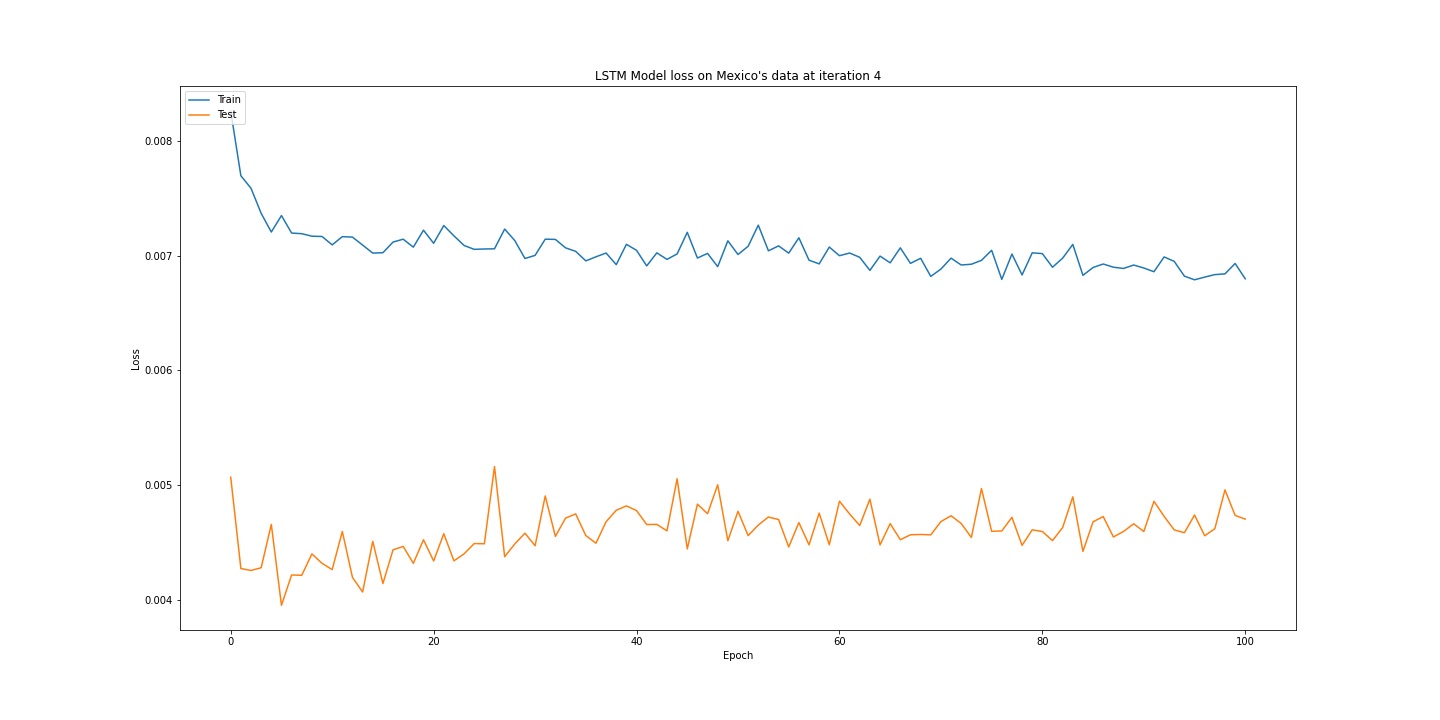 LSTM Model loss on Mexico's data at iteration 4
Train
Test
0.008
0.007
0.006
0.005
0.004
Loss
0 20 40 60 80 100
Epoch